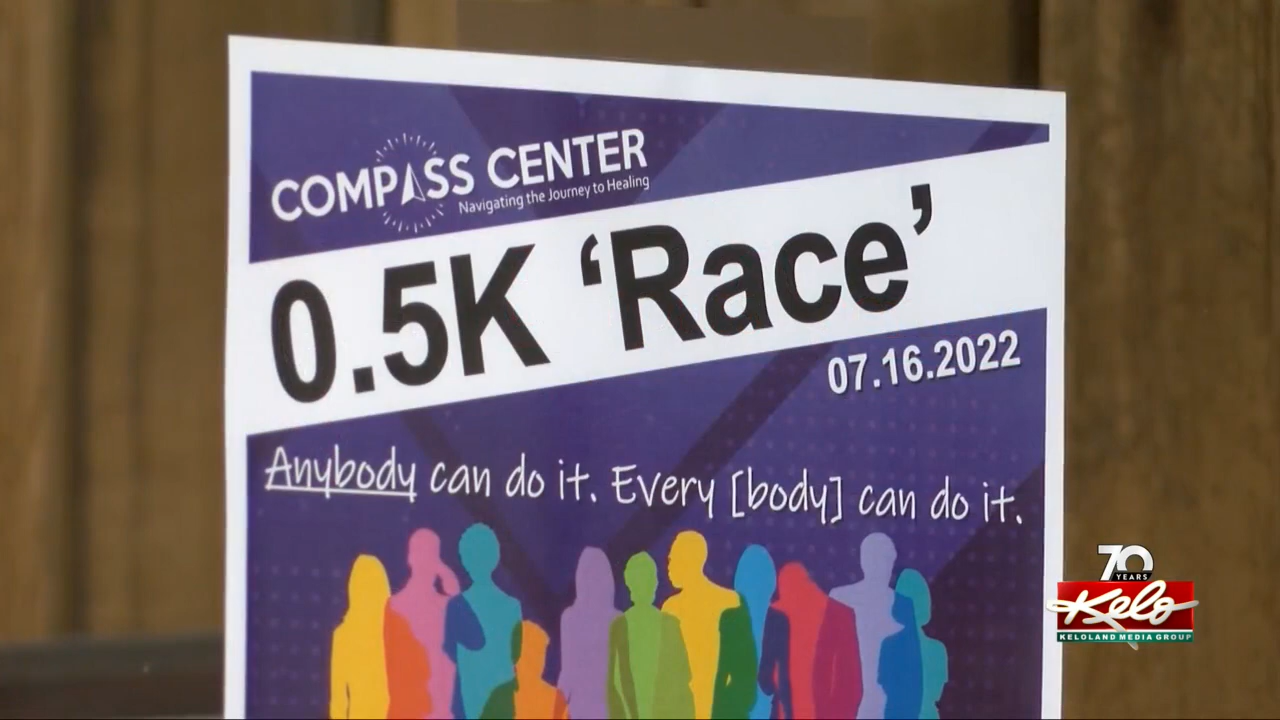 COMPASS CENTER
Navigating the Journey to Healing
0.5K ‘Race’
07.16.2022
Anybody can do it. Every [body] can do it.
70
YEARS
Kelo
KELOLAND MEDIA GROUP